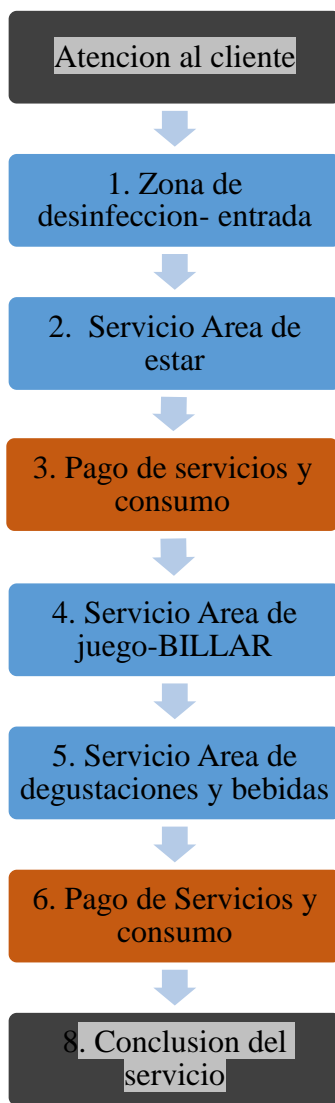 Atencion al cliente
1. Zona de
desinfeccion- entrada
2. Servicio Area de
estar
3. Pago de servicios y
consumo
4. Servicio Area de
juego-BILLAR
5. Servicio Area de
degustaciones y bebidas
6. Pago de Servicios y
consumo
8. Conclusion del
servicio